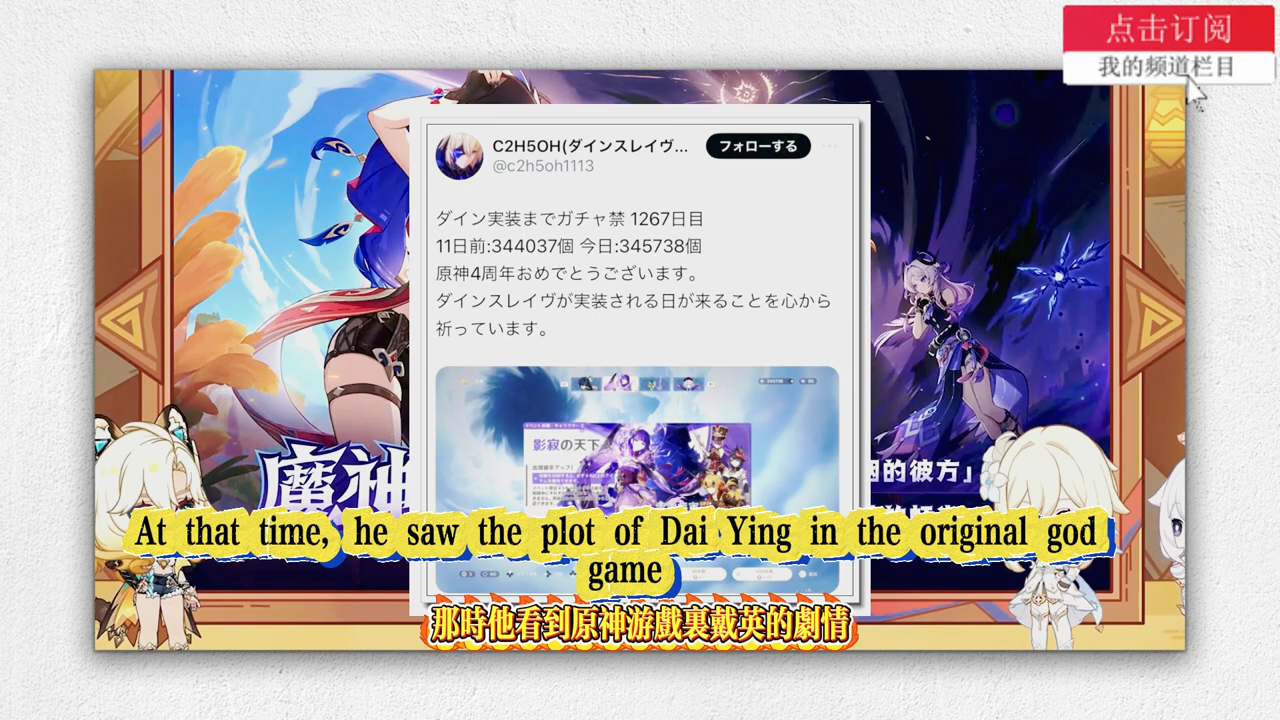 点击订阅
我的频道栏目
C2H5OH(ダインスレイヴ...
フォローする
@c2h5oh1113
ダイン実装までガチャ禁 1267日目
11日前:344037個 今日:345738個
原神4周年おめでとうございます。
ダインスレイヴが実装される日が来ることを心から
祈っています。
影寂の天下
魔神
的彼方」
At that time, he saw the plot of Dai Ying in the original god
game
那時他看到原神游戲裏戴英的劇情